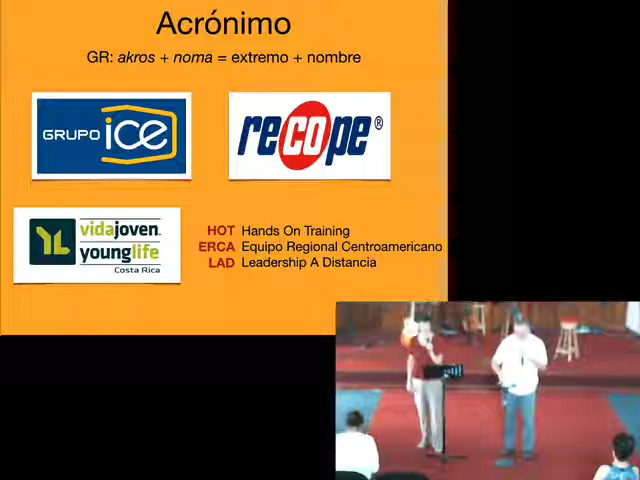 Acrónimo
GR: akros + noma = extremo + nombre
GRUPO ice
recope®
vidajoven.
younglife
Costa Rica
YL
HOT Hands On Training
ERCA Equipo Regional Centroamericano
LAD Leadership A Distancia